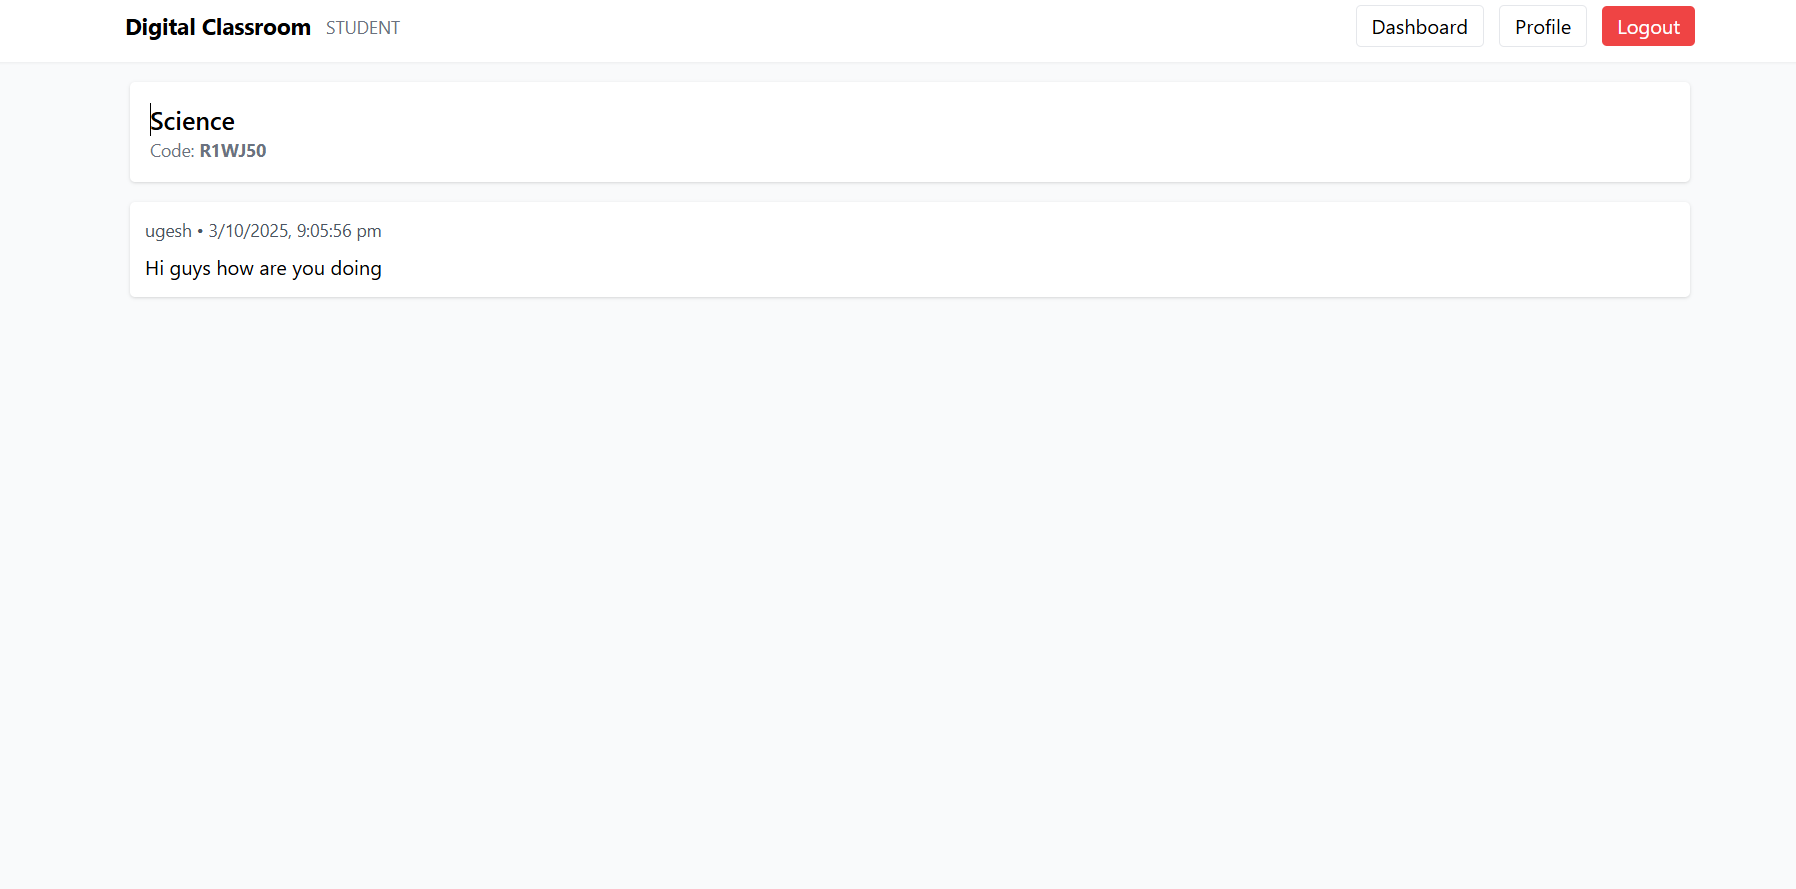 Digital Classroom STUDENT Dashboard Profile Logout
Science
Code: R1WJ50
ugesh • 3/10/2025, 9:05:56 pm
Hi guys how are you doing